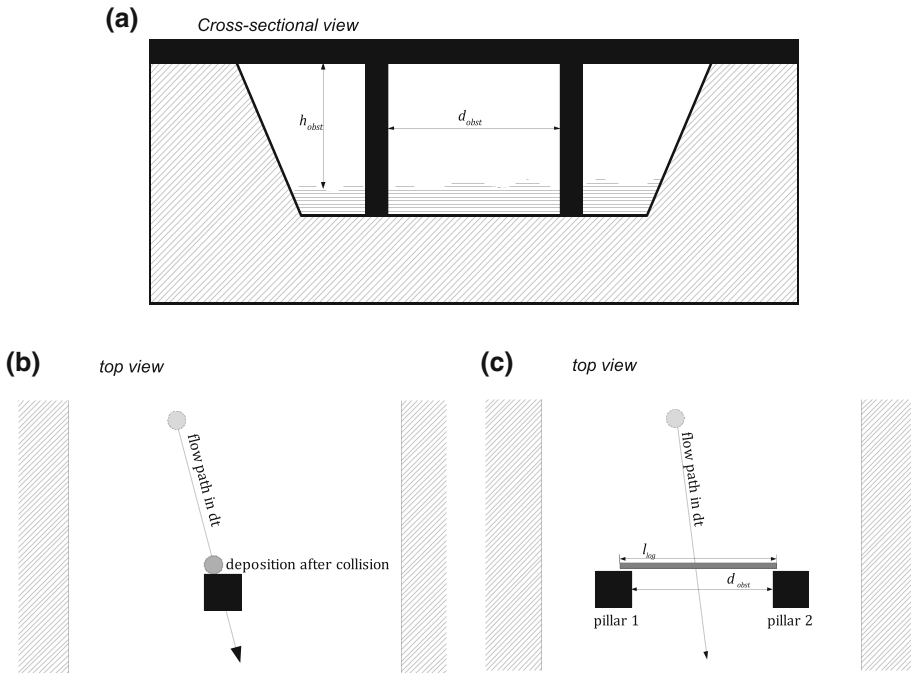 (a)
Cross-sectional view
h_obst
d_obst
(b)
top view
flow path in dt
deposition after collision
(c)
top view
flow path in dt
l_log
d_obst
pillar 1
pillar 2